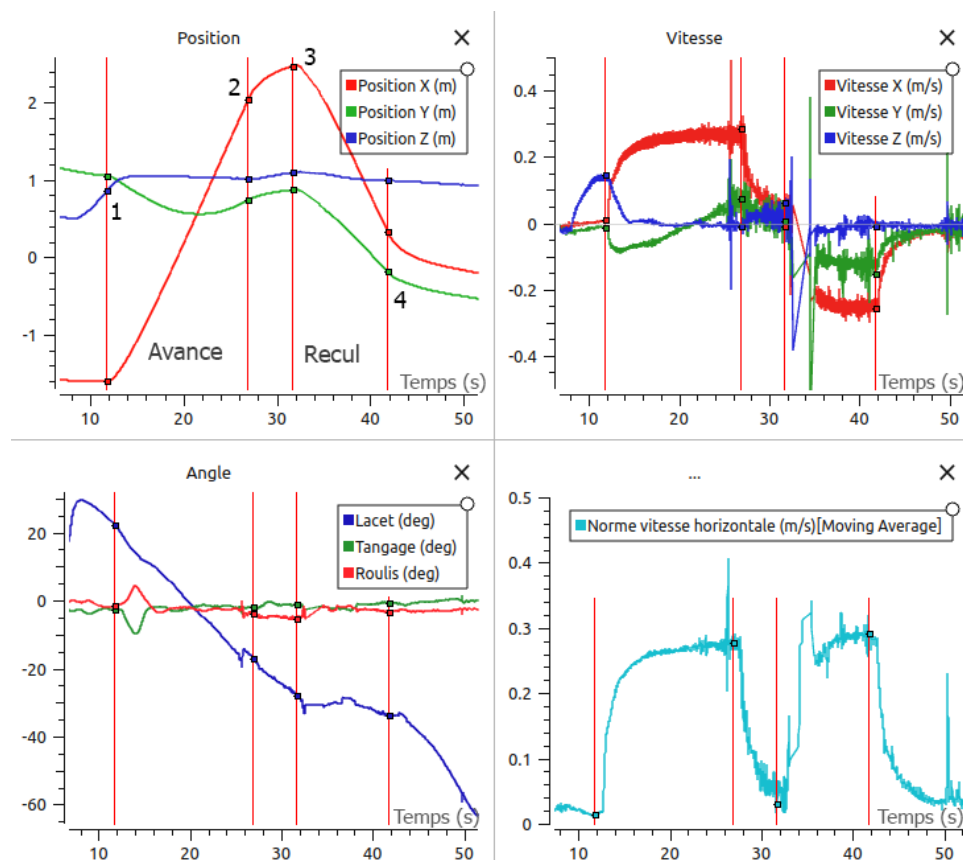 Position
Position X (m)
Position Y (m)
Position Z (m)
1
2
3
4
Avance
Recul
Temps (s)
2
1
0
-1
10
20
30
40
50
Vitesse
Vitesse X (m/s)
Vitesse Y (m/s)
Vitesse Z (m/s)
0.4
0.2
0
-0.2
-0.4
Temps (s)
10
20
30
40
50
Angle
Lacet (deg)
Tangage (deg)
Roulis (deg)
20
0
-20
-40
-60
Temps (s)
10
20
30
40
50
...
Norme vitesse horizontale (m/s)[Moving Average]
0.5
0.4
0.3
0.2
0.1
0
Temps (s)
10
20
30
40
50